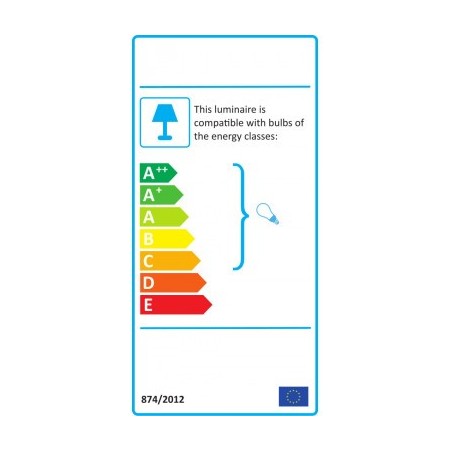 This luminaire is
compatible with bulbs of
the energy classes:
A++
A+
A
B
C
D
E
874/2012